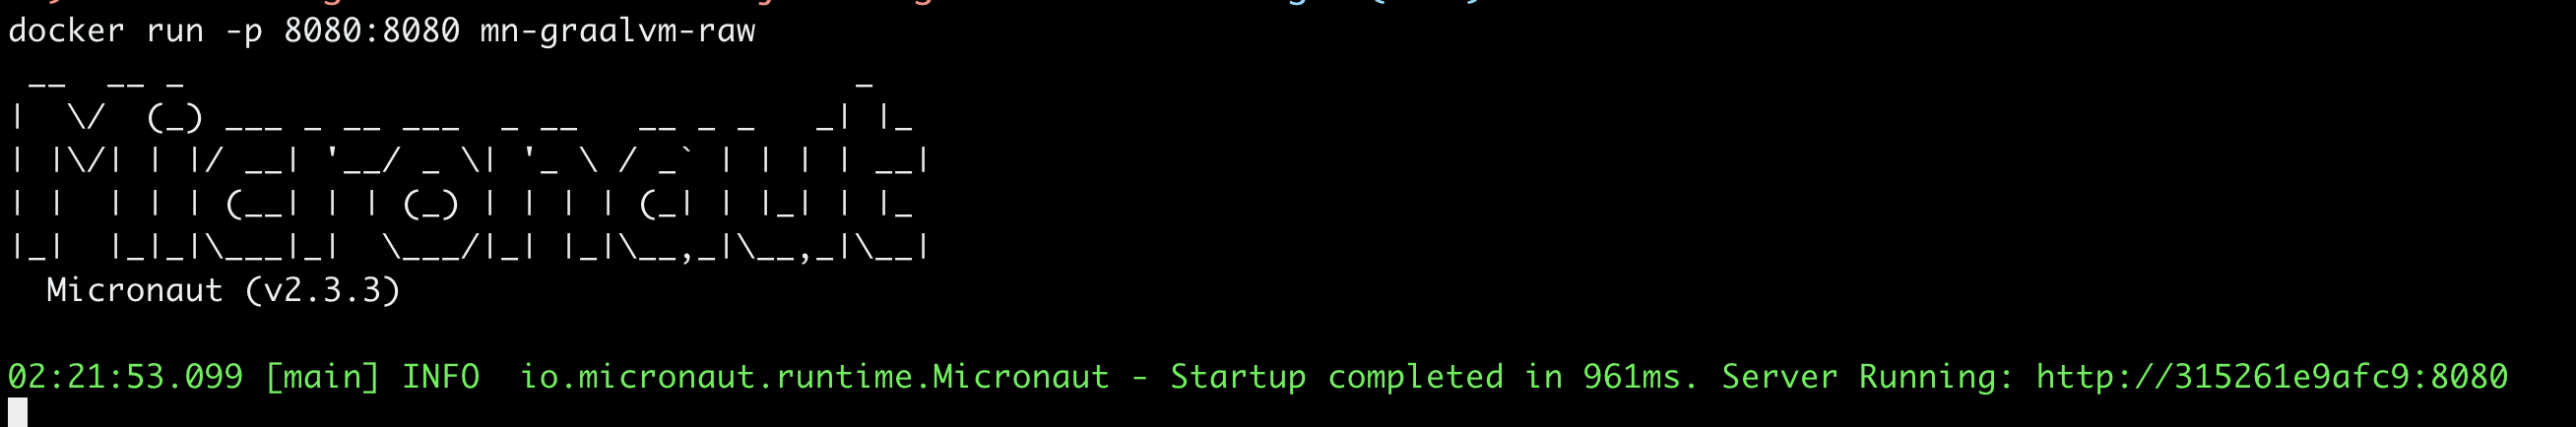 docker run -p 8080:8080 mn-graalvm-raw
 __  __ _                                  _
|  \/  (_) ___ _ __ ___  _ __   __ _ _   _| |_
| |\/| | |/ __| '__/ _ \| '_ \ / _` | | | | __|
| |  | | | (__| | | (_) | | | | (_| | |_| | |_
|_|  |_|_|\___|_|  \___/|_| |_|\__,_|\__,_|\__|
  Micronaut (v2.3.3)
02:21:53.099 [main] INFO  io.micronaut.runtime.Micronaut - Startup completed in 961ms. Server Running: http://315261e9afc9:8080